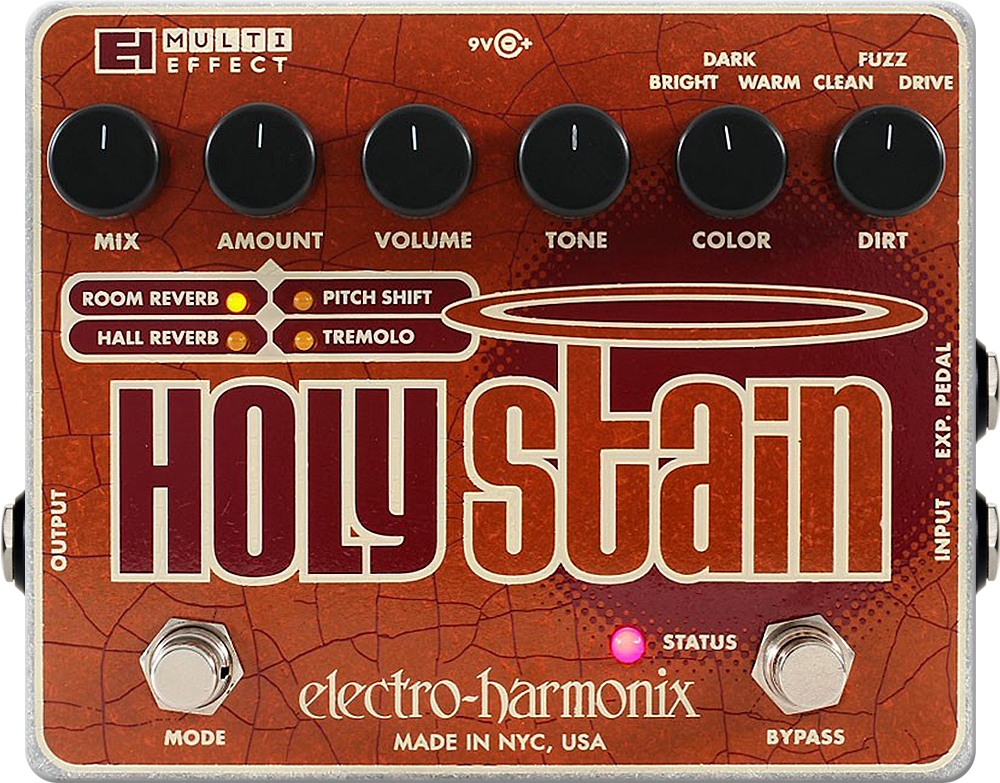 EH MULTI
EFFECT
9V - +
DARK
BRIGHT WARM
FUZZ
CLEAN DRIVE
MIX AMOUNT VOLUME TONE COLOR DIRT
ROOM REVERB PITCH SHIFT
HALL REVERB TREMOLO
HOLY STAIN
EXP. PEDAL
INPUT
OUTPUT
STATUS
electro-harmonix
MADE IN NYC, USA
MODE
BYPASS